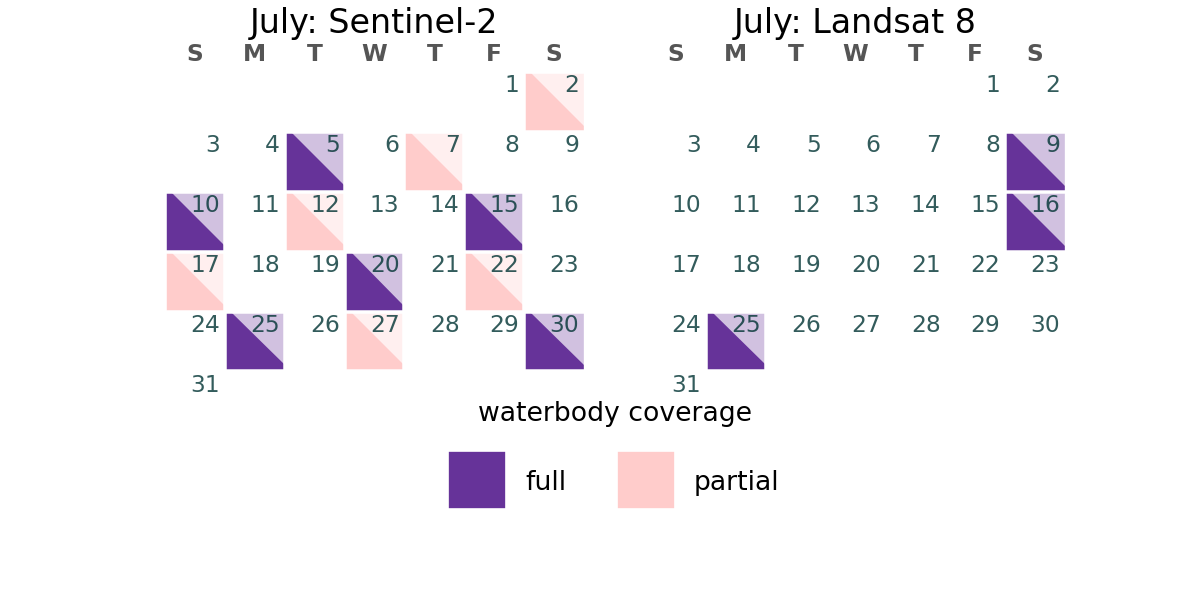 July: Sentinel-2
S M T W T F S
1 2
3 4 5 6 7 8 9
10 11 12 13 14 15 16
17 18 19 20 21 22 23
24 25 26 27 28 29 30
31
July: Landsat 8
S M T W T F S
1 2
3 4 5 6 7 8 9
10 11 12 13 14 15 16
17 18 19 20 21 22 23
24 25 26 27 28 29 30
31
waterbody coverage
full
partial